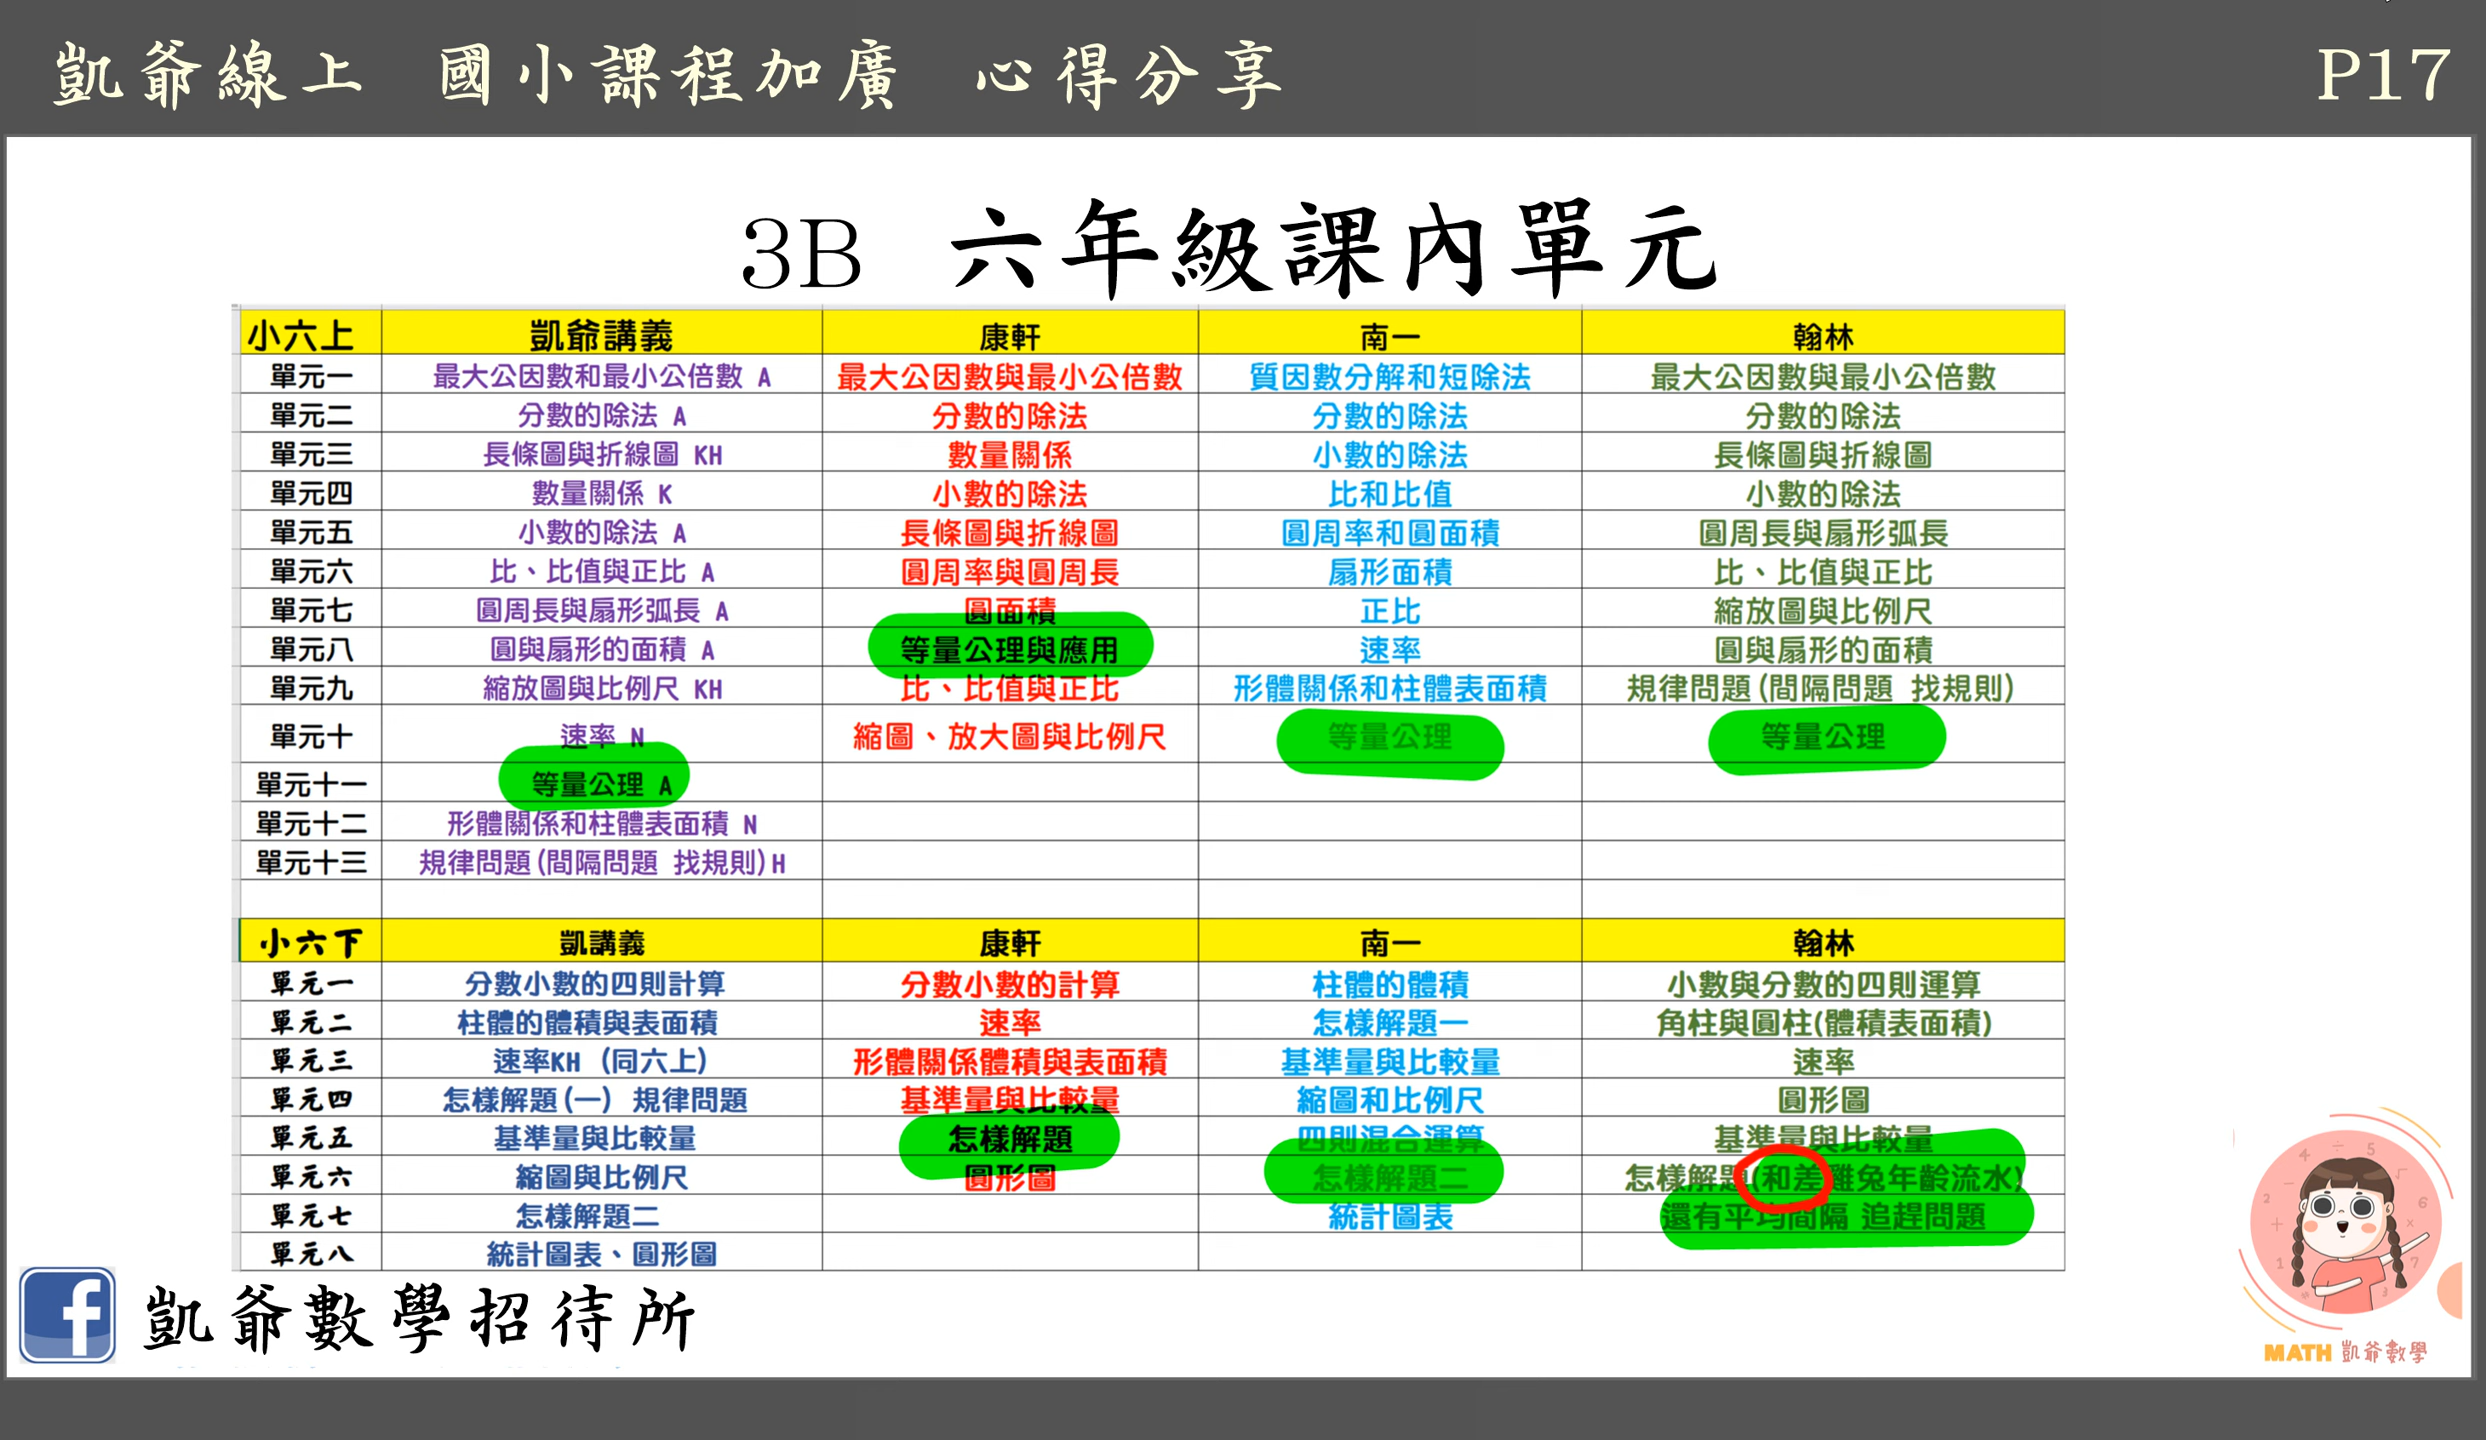 凱爺線上 國小課程加廣 心得分享 P17
3B 六年級課內單元
小六上 凱爺講義 康軒 南一 翰林
單元一 最大公因數和最小公倍數 A 最大公因數與最小公倍數 質因數分解和短除法 最大公因數與最小公倍數
單元二 分數的除法 A 分數的除法 分數的除法 分數的除法
單元三 長條圖與折線圖 KH 數量關係 小數的除法 長條圖與折線圖
單元四 數量關係 K 小數的除法 比和比值 小數的除法
單元五 小數的除法 A 長條圖與折線圖 圓周率和圓面積 圓周長與扇形弧長
單元六 比、比值與正比 A 圓周率與圓周長 扇形面積 比、比值與正比
單元七 圓周長與扇形弧長 A 圓面積 正比 縮放圖與比例尺
單元八 圓與扇形的面積 A 等量公理與應用 速率 圓與扇形的面積
單元九 縮放圖與比例尺 KH 比、比值與正比 形體關係和柱體表面積 規律問題(間隔問題 找規則)
單元十 速率 N 縮圖、放大圖與比例尺 等量公理 等量公理
單元十一 等量公理 A
單元十二 形體關係和柱體表面積 N
單元十三 規律問題(間隔問題 找規則)H
小六下 凱講義 康軒 南一 翰林
單元一 分數小數的四則計算 分數小數的計算 柱體的體積 小數與分數的四則運算
單元二 柱體的體積與表面積 速率 怎樣解題一 角柱與圓柱(體積表面積)
單元三 速率KH (同六上) 形體關係體積與表面積 基準量與比較量 速率
單元四 怎樣解題(一) 規律問題 基準量與比較量 縮圖和比例尺 圓形圖
單元五 基準量與比較量 怎樣解題 四則混合運算 基準量與比較量
單元六 縮圖與比例尺 圓形圖 怎樣解題二 怎樣解題(和差雞兔年齡流水)
單元七 怎樣解題二 統計圖表 還有平均間隔 追趕問題
單元八 統計圖表、圓形圖
f 凱爺數學招待所
MATH 凱爺數學